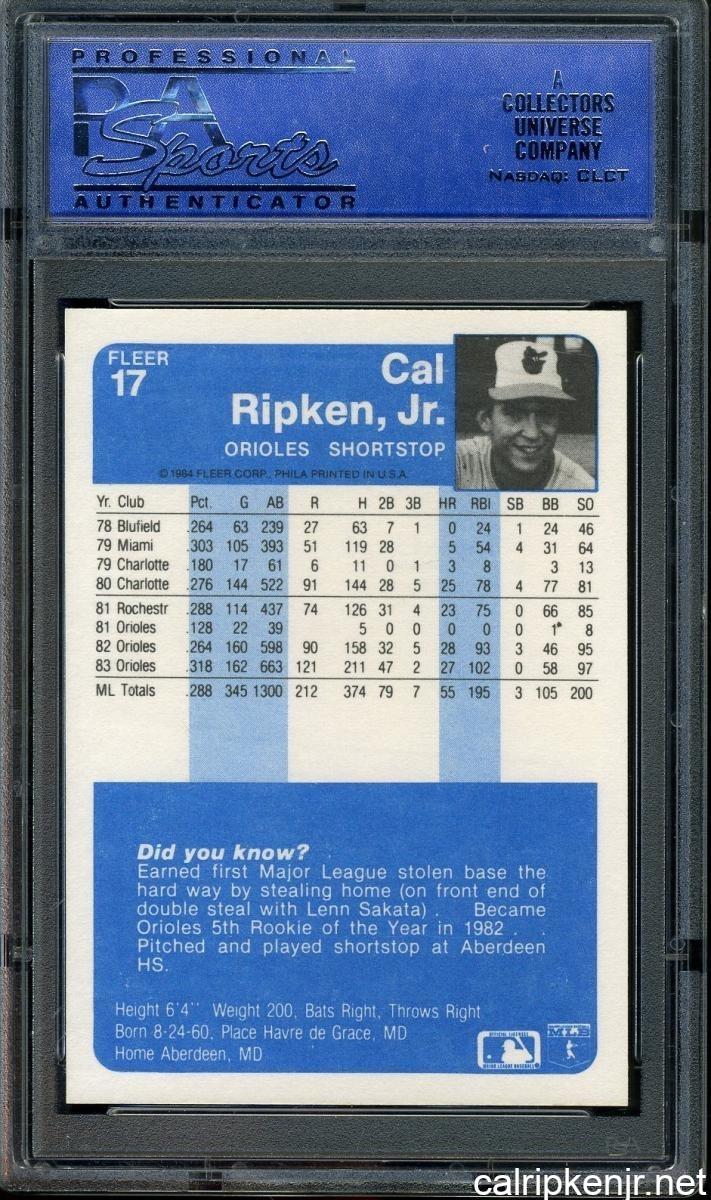 PROFESSIONAL
PSA
Sports
AUTHENTICATOR
A
COLLECTORS
UNIVERSE
COMPANY
NASDAQ: CLCT
FLEER
17
Cal
Ripken, Jr.
ORIOLES SHORTSTOP
© 1984 FLEER CORP., PHILA PRINTED IN U.S.A.
Yr. Club Pct. G AB R H 2B 3B HR RBI SB BB SO
78 Blufield .264 63 239 27 63 7 1 0 24 1 24 46
79 Miami .303 105 393 51 119 28 5 54 4 31 64
79 Charlotte .180 17 61 6 11 0 1 3 8 3 13
80 Charlotte .276 144 522 91 144 28 5 25 78 4 77 81
81 Rochestr .288 114 437 74 126 31 4 23 75 0 66 85
81 Orioles .128 22 39 5 0 0 0 0 0 1 8
82 Orioles .264 160 598 90 158 32 5 28 93 3 46 95
83 Orioles .318 162 663 121 211 47 2 27 102 0 58 97
ML Totals .288 345 1300 212 374 79 7 55 195 3 105 200
Did you know?
Earned first Major League stolen base the
hard way by stealing home (on front end of
double steal with Lenn Sakata) . Became
Orioles 5th Rookie of the Year in 1982 . .
Pitched and played shortstop at Aberdeen
HS.
Height 6'4'' Weight 200, Bats Right, Throws Right
Born 8-24-60, Place Havre de Grace, MD
Home Aberdeen, MD
OFFICIAL LICENSEE
MAJOR LEAGUE BASEBALL
PSA
calripkenjr.net